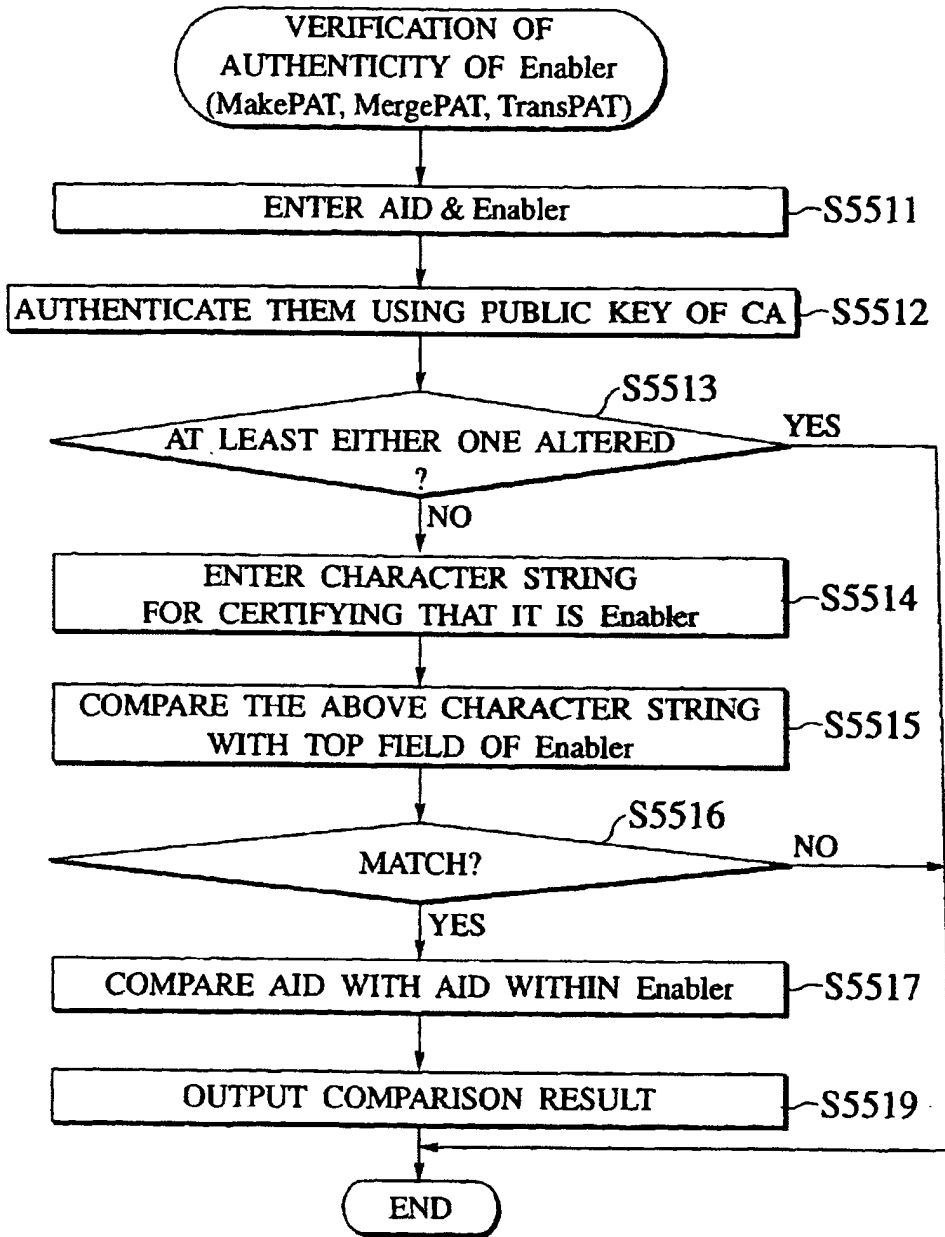 VERIFICATION OF
AUTHENTICITY OF Enabler
(MakePAT, MergePAT, TransPAT)
ENTER AID & Enabler
S5511
AUTHENTICATE THEM USING PUBLIC KEY OF CA
S5512
S5513
AT LEAST EITHER ONE ALTERED
?
YES
NO
ENTER CHARACTER STRING
FOR CERTIFYING THAT IT IS Enabler
S5514
COMPARE THE ABOVE CHARACTER STRING
WITH TOP FIELD OF Enabler
S5515
S5516
MATCH?
NO
YES
COMPARE AID WITH AID WITHIN Enabler
S5517
OUTPUT COMPARISON RESULT
S5519
END